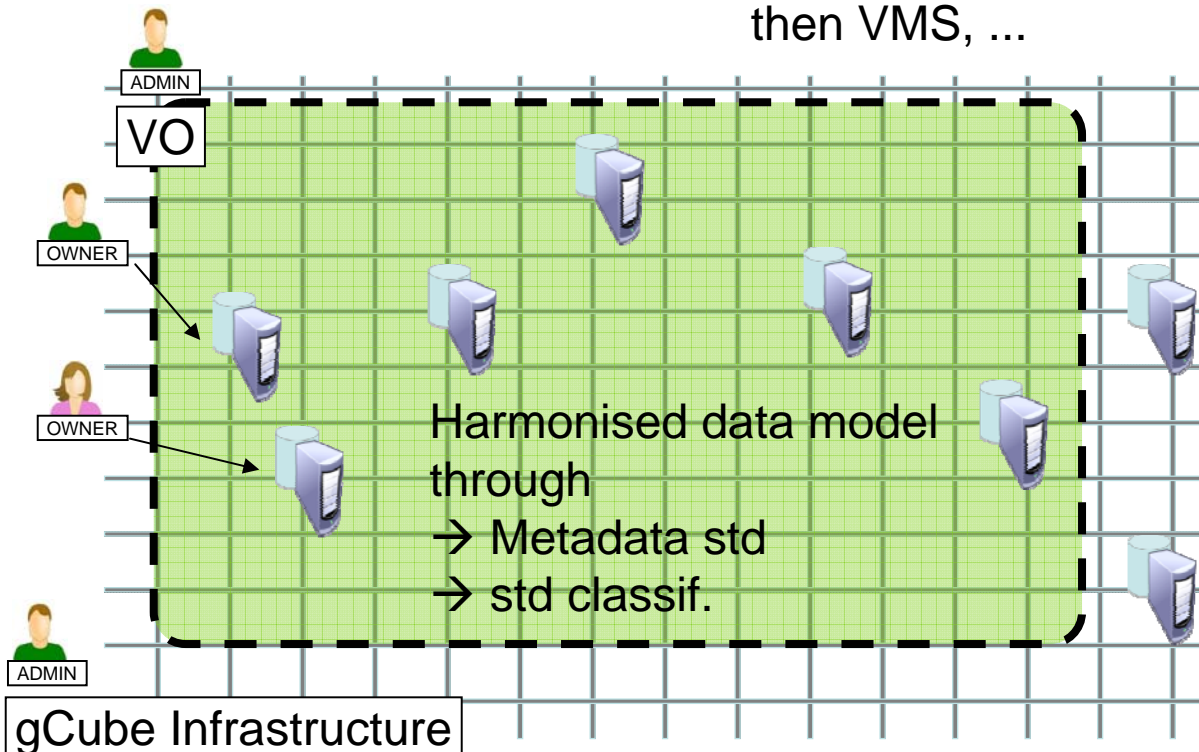 then VMS, ...
ADMIN
VO
OWNER
OWNER
Harmonised data model
through
→ Metadata std
→ std classif.
ADMIN
gCube Infrastructure